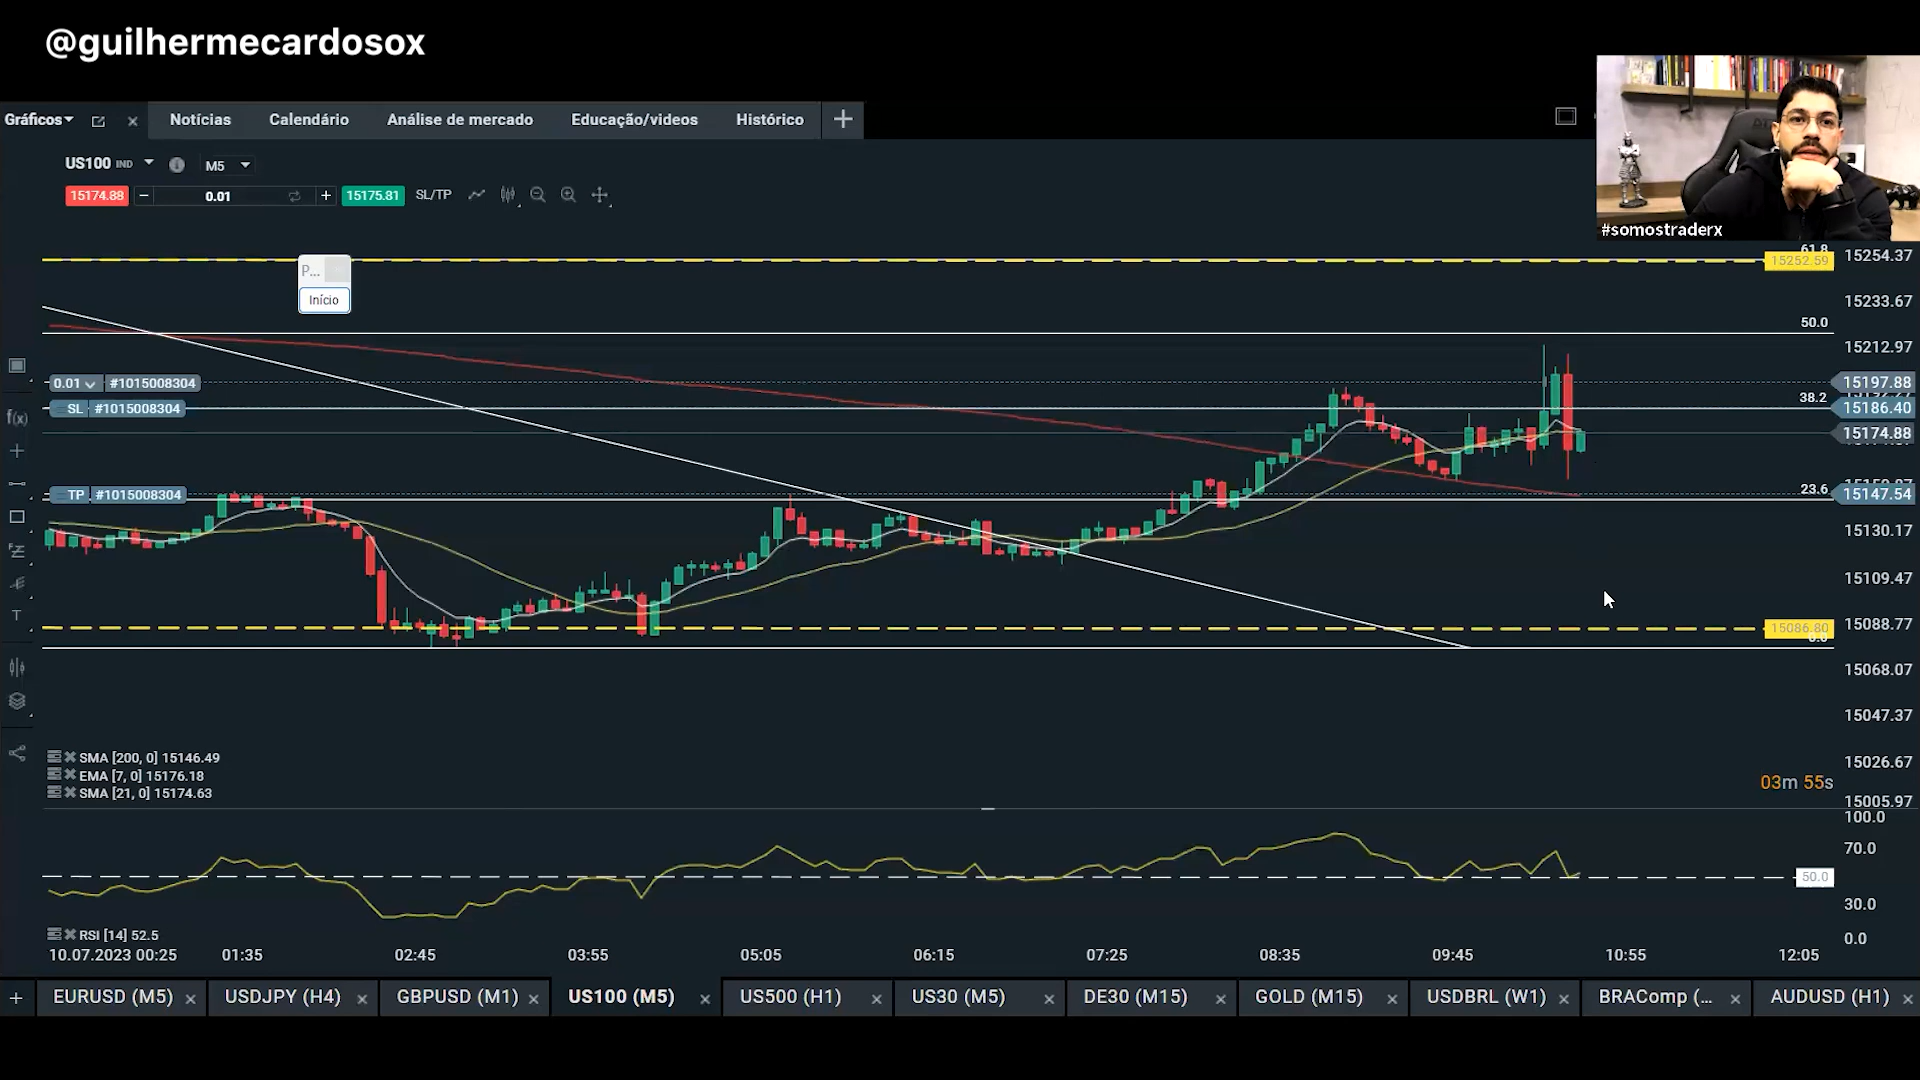 @guilhermecardosox
Gráficos
Notícias
Calendário
Análise de mercado
Educação/videos
Histórico
US100 IND
M5
15174.88
0.01
15175.81
SL/TP
#somostraderx
P...
Início
61.8
15252.59
15254.37
15233.67
50.0
15212.97
0.01 #1015008304
15197.88
SL #1015008304
38.2
15186.40
15174.88
TP #1015008304
23.6
15147.54
15130.17
15109.47
15086.80
15088.77
15068.07
15047.37
15026.67
15005.97
SMA [200, 0] 15146.49
EMA [7, 0] 15176.18
SMA [21, 0] 15174.63
03m 55s
100.0
70.0
50.0
30.0
0.0
RSI [14] 52.5
10.07.2023 00:25
01:35
02:45
03:55
05:05
06:15
07:25
08:35
09:45
10:55
12:05
EURUSD (M5)
USDJPY (H4)
GBPUSD (M1)
US100 (M5)
US500 (H1)
US30 (M5)
DE30 (M15)
GOLD (M15)
USDBRL (W1)
BRAComp (...
AUDUSD (H1)